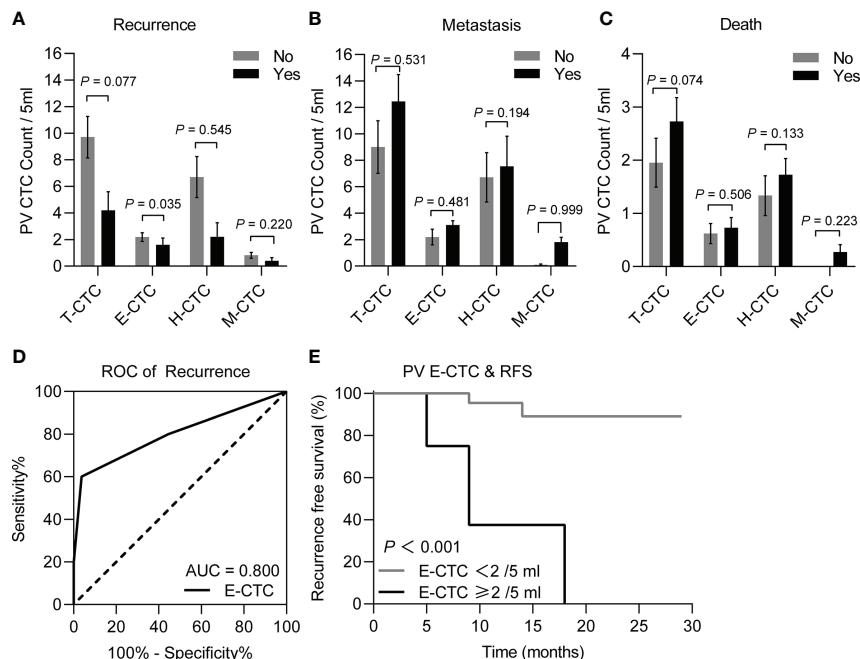 A
Recurrence
No
Yes
PV CTC Count / 5ml
16
14
12
10
8
6
4
2
0
P = 0.077
P = 0.035
P = 0.545
P = 0.220
T-CTC
E-CTC
H-CTC
M-CTC
B
Metastasis
No
Yes
PV CTC Count / 5ml
16
14
12
10
8
6
4
2
0
P = 0.531
P = 0.481
P = 0.194
P = 0.999
T-CTC
E-CTC
H-CTC
M-CTC
C
Death
No
Yes
PV CTC Count / 5ml
4
3
2
1
0
P = 0.074
P = 0.506
P = 0.133
P = 0.223
T-CTC
E-CTC
H-CTC
M-CTC
D
ROC of Recurrence
Sensitivity%
100
80
60
40
20
0
AUC = 0.800
E-CTC
0 20 40 60 80 100
100% - Specificity%
E
PV E-CTC & RFS
Recurrence free survival (%)
100
80
60
40
20
0
P < 0.001
E-CTC <2 /5 ml
E-CTC ⩾2 /5 ml
0 5 10 15 20 25 30
Time (months)